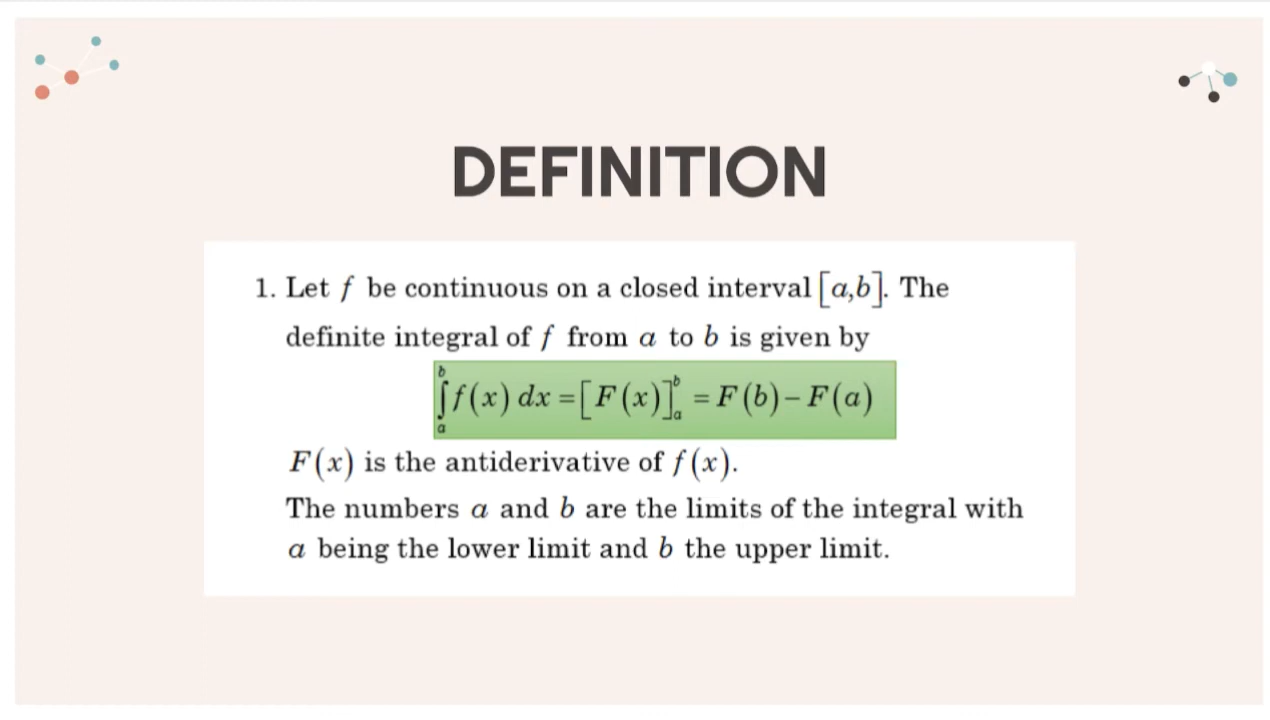 DEFINITION
1. Let f be continuous on a closed interval [a,b]. The
definite integral of f from a to b is given by
∫ₐᵇ f(x) dx = [F(x)]ₐᵇ = F(b) – F(a)
F(x) is the antiderivative of f(x).
The numbers a and b are the limits of the integral with
a being the lower limit and b the upper limit.